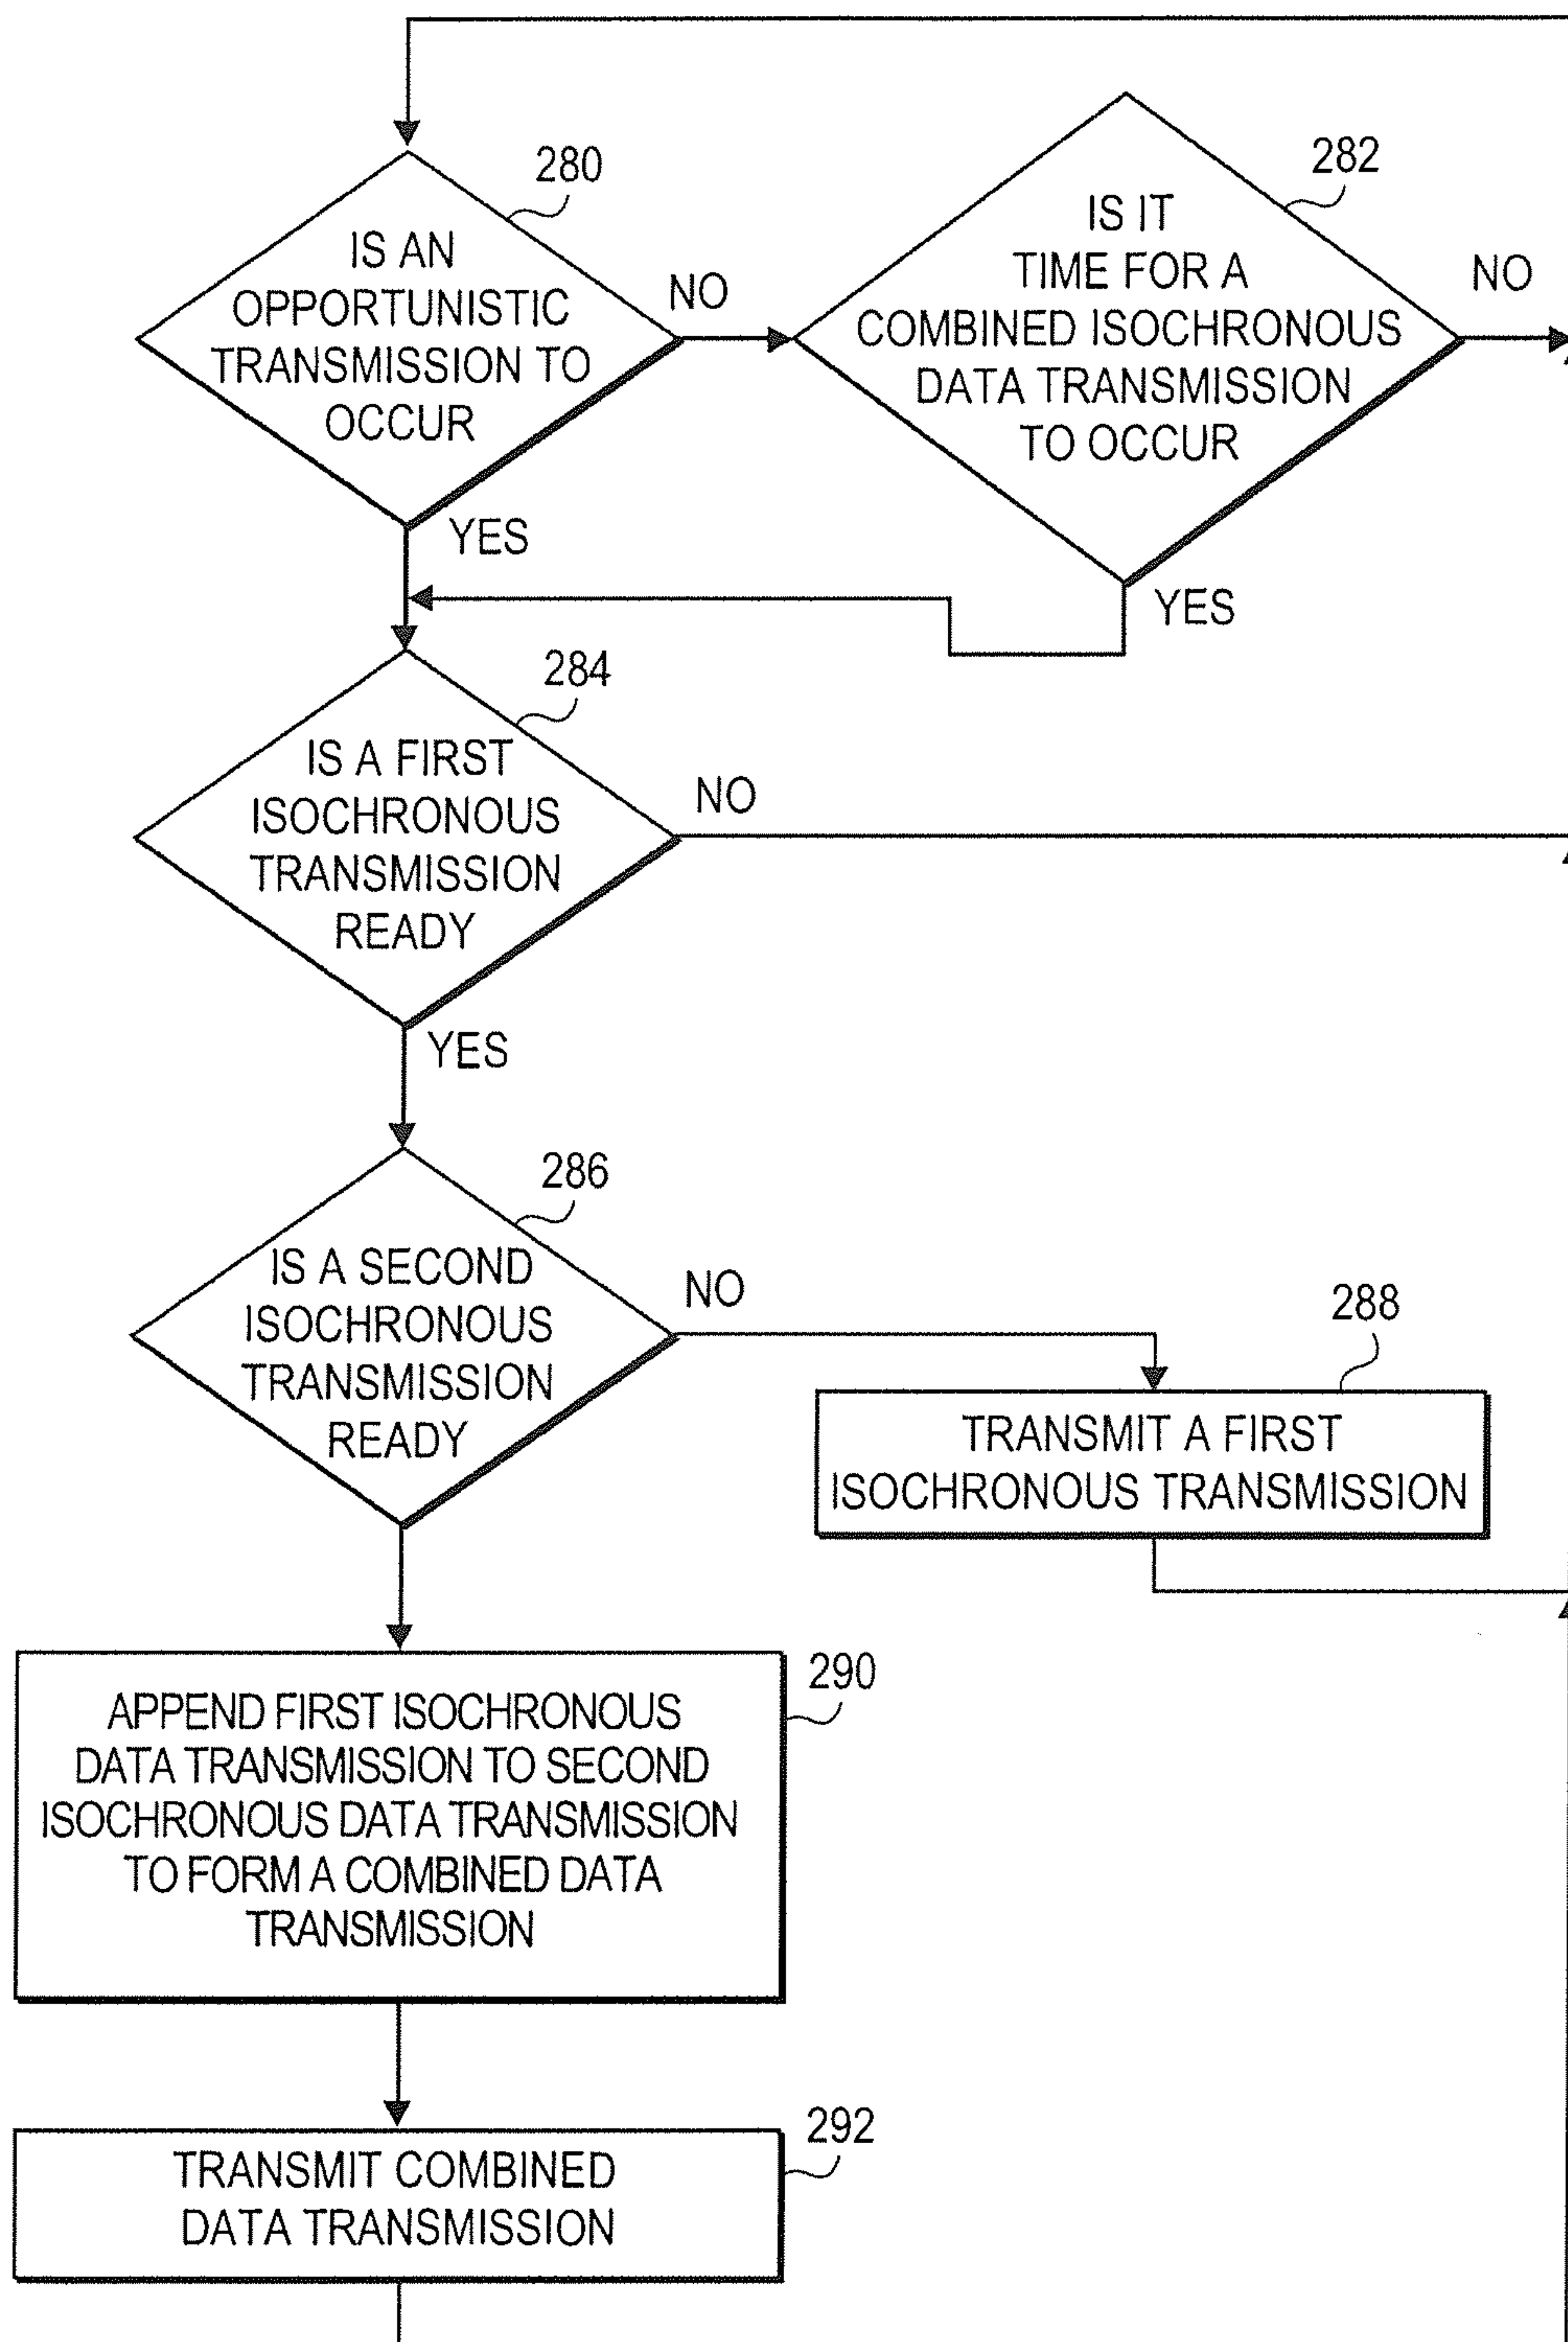 280
IS AN
OPPORTUNISTIC
TRANSMISSION TO
OCCUR
NO
YES
282
IS IT
TIME FOR A
COMBINED ISOCHRONOUS
DATA TRANSMISSION
TO OCCUR
NO
YES
284
IS A FIRST
ISOCHRONOUS
TRANSMISSION
READY
NO
YES
286
IS A SECOND
ISOCHRONOUS
TRANSMISSION
READY
NO
288
TRANSMIT A FIRST
ISOCHRONOUS TRANSMISSION
290
APPEND FIRST ISOCHRONOUS
DATA TRANSMISSION TO SECOND
ISOCHRONOUS DATA TRANSMISSION
TO FORM A COMBINED DATA
TRANSMISSION
292
TRANSMIT COMBINED
DATA TRANSMISSION